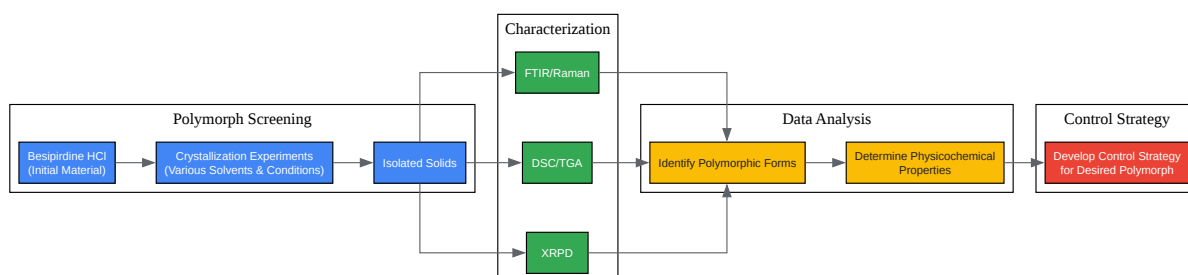 Characterization
FTIR/Raman
Polymorph Screening
Data Analysis
Control Strategy
Besipirdine HCl
(Initial Material)
Crystallization Experiments
(Various Solvents & Conditions)
Isolated Solids
DSC/TGA
Identify Polymorphic Forms
Determine Physicochemical
Properties
Develop Control Strategy
for Desired Polymorph
XRPD